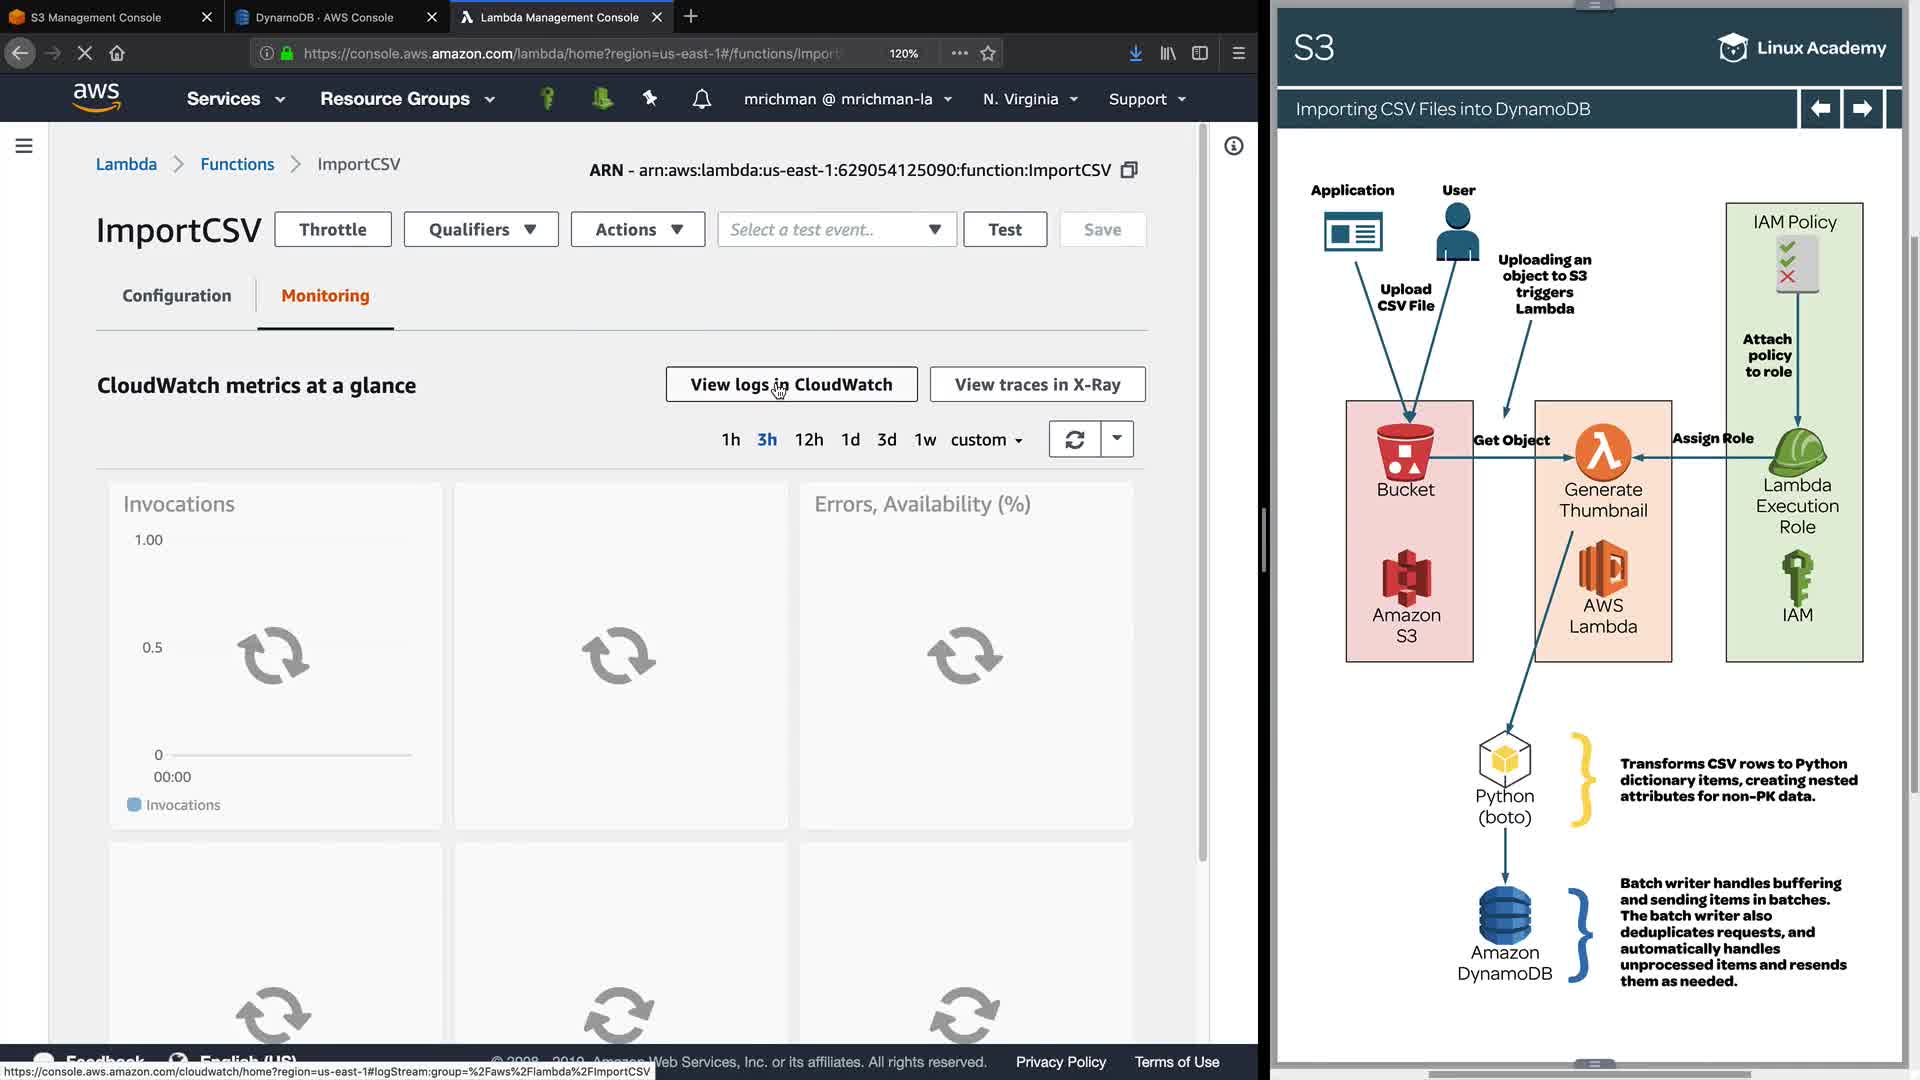 S3 Management Console
DynamoDB · AWS Console
Lambda Management Console
https://console.aws.amazon.com/lambda/home?region=us-east-1#/functions/Import
120%
aws
Services
Resource Groups
mrichman @ mrichman-la
N. Virginia
Support
Lambda
Functions
ImportCSV
ARN - arn:aws:lambda:us-east-1:629054125090:function:ImportCSV
ImportCSV
Throttle
Qualifiers
Actions
Select a test event..
Test
Save
Configuration
Monitoring
CloudWatch metrics at a glance
View logs in CloudWatch
View traces in X-Ray
1h 3h 12h 1d 3d 1w custom
Invocations
1.00
0.5
0
00:00
Invocations
Errors, Availability (%)
Feedback
English (US)
© 2008 - 2019, Amazon Web Services, Inc. or its affiliates. All rights reserved.
Privacy Policy
Terms of Use
https://console.aws.amazon.com/cloudwatch/home?region=us-east-1#logStream:group=%2Faws%2Flambda%2FImportCSV
S3
Linux Academy
Importing CSV Files into DynamoDB
Application
User
Upload
CSV File
Uploading an
object to S3
triggers
Lambda
IAM Policy
Attach
policy
to role
Get Object
Assign Role
Bucket
Generate
Thumbnail
Lambda
Execution
Role
Amazon
S3
AWS
Lambda
IAM
Python
(boto)
Transforms CSV rows to Python
dictionary items, creating nested
attributes for non-PK data.
Amazon
DynamoDB
Batch writer handles buffering
and sending items in batches.
The batch writer also
deduplicates requests, and
automatically handles
unprocessed items and resends
them as needed.